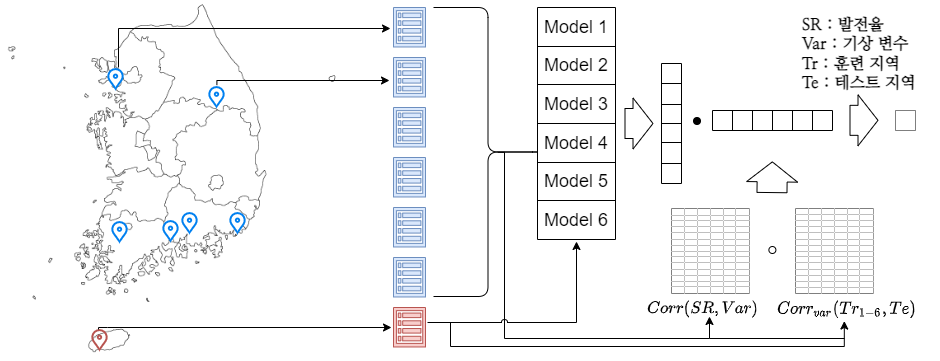 Model 1
Model 2
Model 3
Model 4
Model 5
Model 6
SR : 발전율
Var : 기상 변수
Tr : 훈련 지역
Te : 테스트 지역
Corr(SR, Var)
Corr_{var}(Tr_{1-6}, Te)